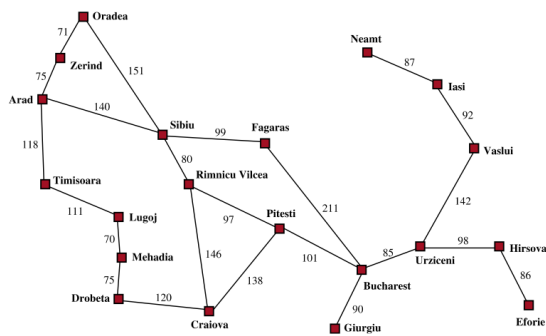 Oradea
71
Neamt
Zerind
87
151
75
Iasi
Arad
140
92
Sibiu
99
Fagaras
118
Vaslui
80
Timisoara
Rimnicu Vilcea
142
111
211
Lugoj
97
Pitesti
70
98
Hirsova
Mehadia
146
101
85
Urziceni
75
138
86
Bucharest
Drobeta
120
90
Craiova
Giurgiu
Eforie